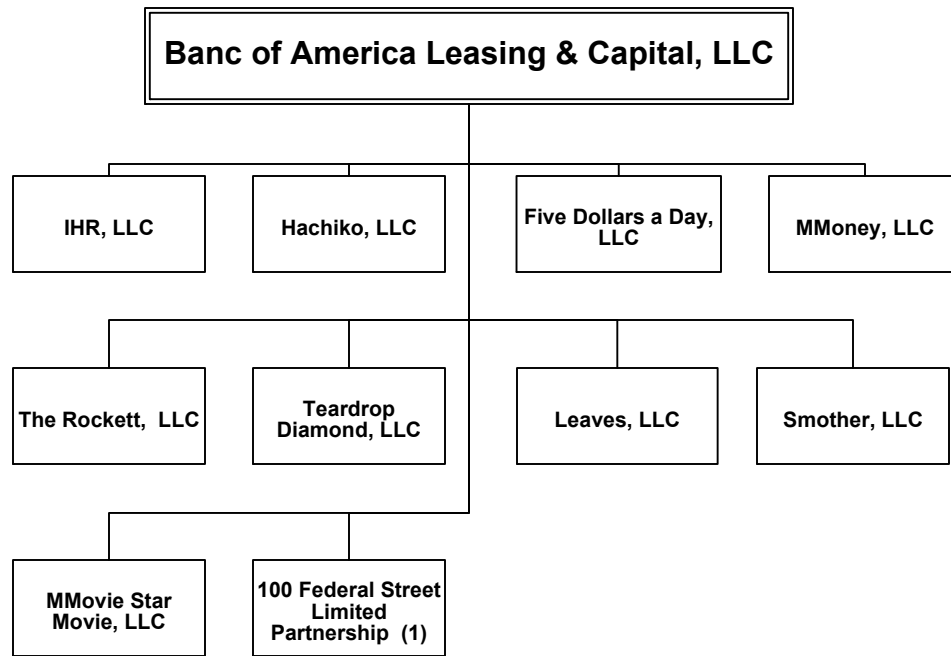 Banc of America Leasing & Capital, LLC
IHR, LLC
Hachiko, LLC
Five Dollars a Day,
LLC
MMoney, LLC
The Rockett,  LLC
Teardrop
Diamond, LLC
Leaves, LLC
Smother, LLC
MMovie Star
Movie, LLC
100 Federal Street
Limited
Partnership  (1)